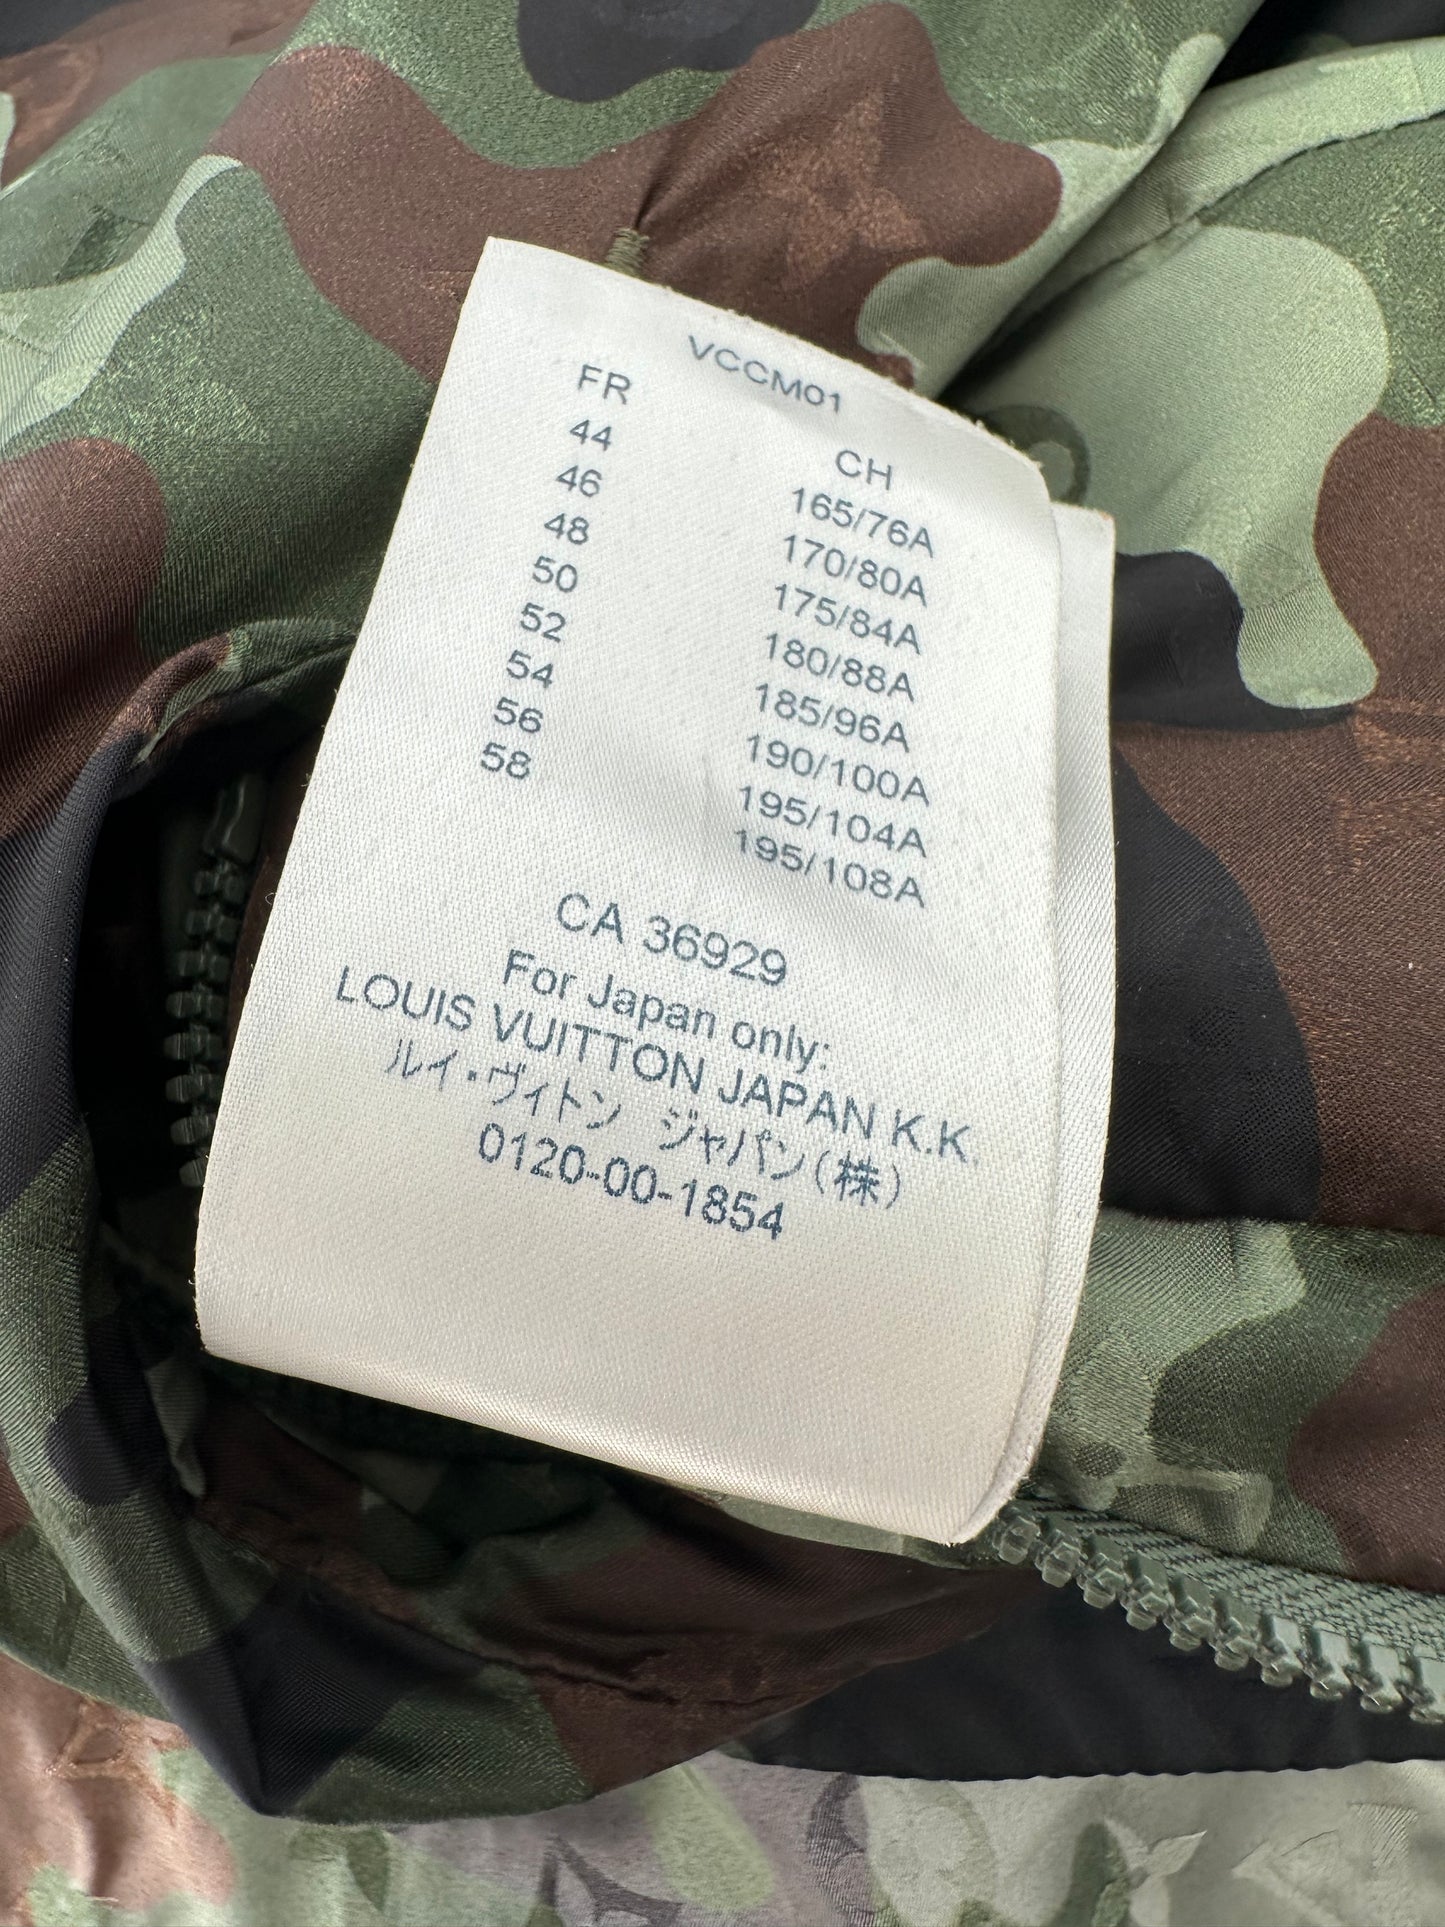 VCCM01
FR CH
44 165/76A
46 170/80A
48 175/84A
50 180/88A
52 185/96A
54 190/100A
56 195/104A
58 195/108A
CA 36929
For Japan only:
LOUIS VUITTON JAPAN K.K.
ルイ・ヴィトン ジャパン(株)
0120-00-1854